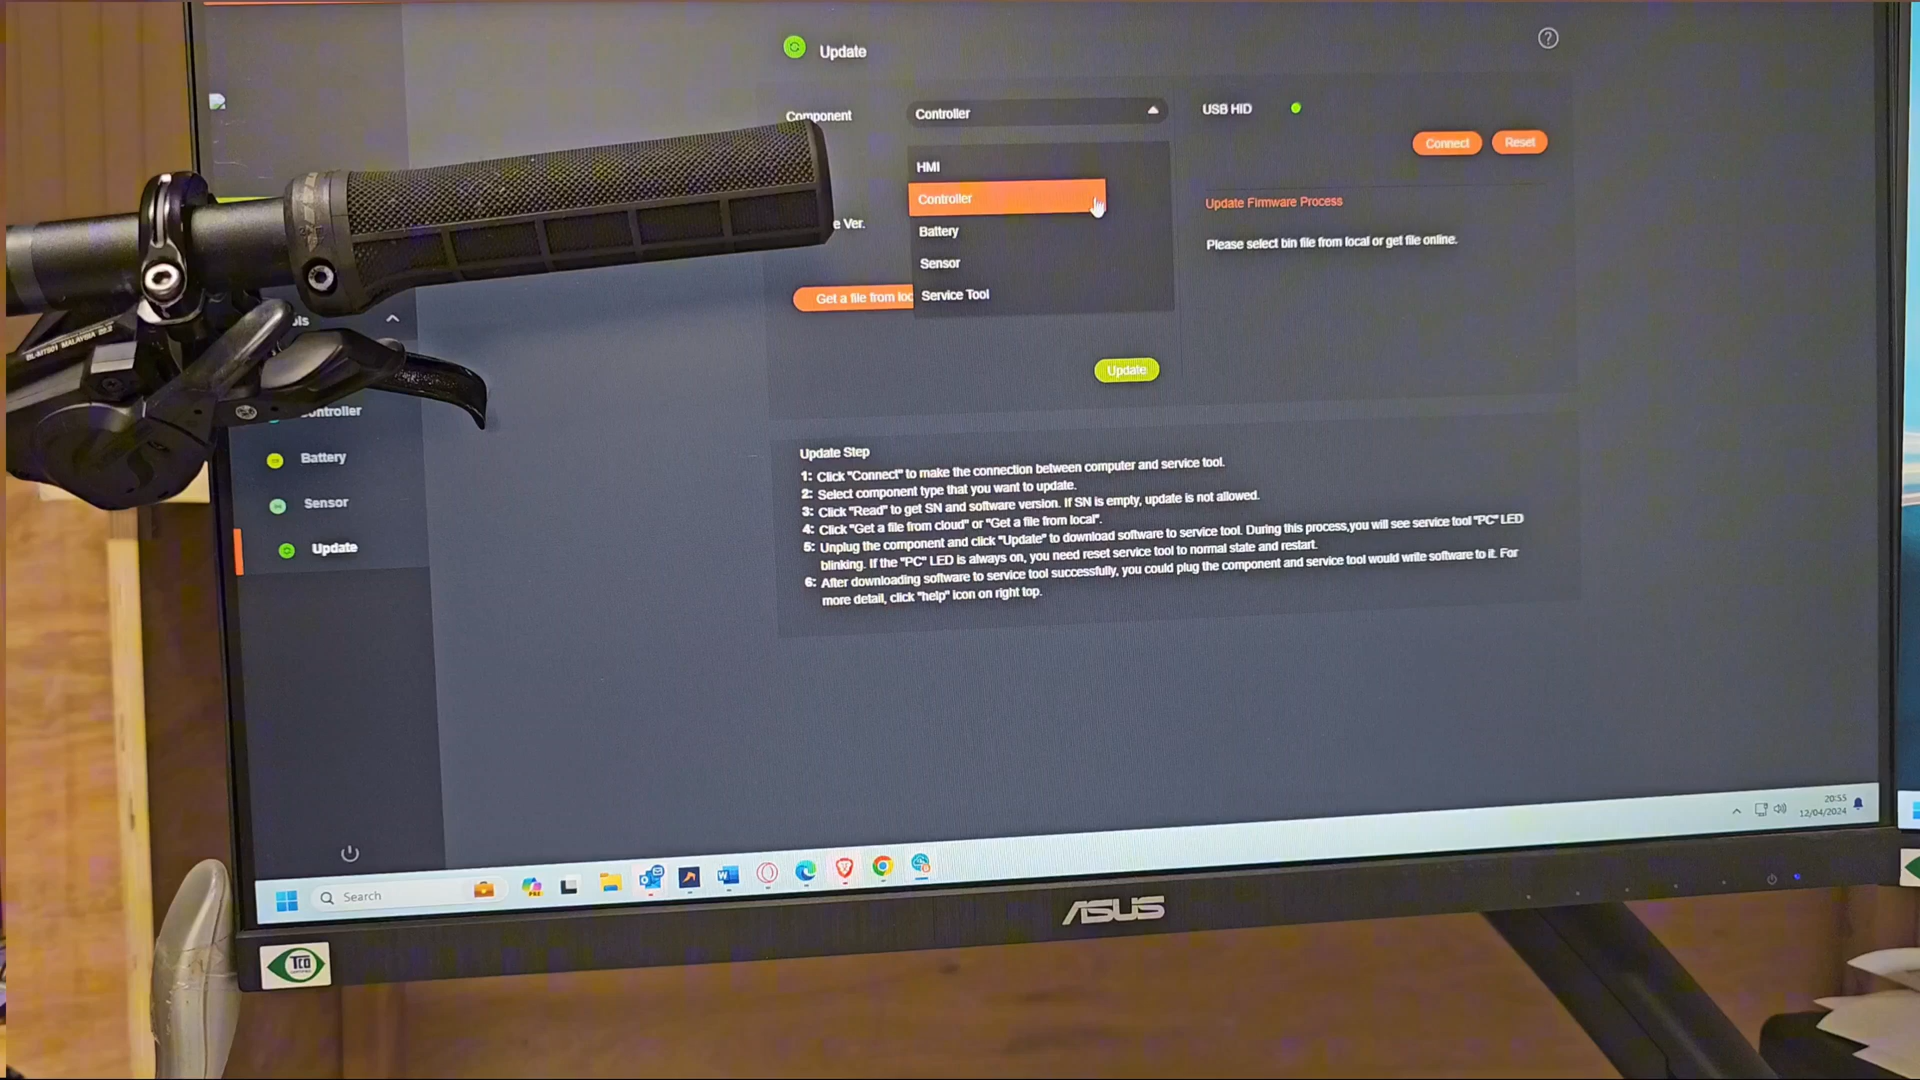 Update
Component
Controller
USB HID
Connect
Reset
HMI
Controller
Battery
Sensor
Service Tool
e Ver.
Update Firmware Process
Please select bin file from local or get file online.
Get a file from loc
Update
ols
BL-MT501 MALAYSIA
ontroller
Battery
Sensor
Update
Update Step
1: Click "Connect" to make the connection between computer and service tool.
2: Select component type that you want to update.
3: Click "Read" to get SN and software version. If SN is empty, update is not allowed.
4: Click "Get a file from cloud" or "Get a file from local".
5: Unplug the component and click "Update" to download software to service tool. During this process,you will see service tool "PC" LED
blinking. If the "PC" LED is always on, you need reset service tool to normal state and restart.
6: After downloading software to service tool successfully, you could plug the component and service tool would write software to it. For
more detail, click "help" icon on right top.
Search
20:55
12/04/2024
ASUS
TCO